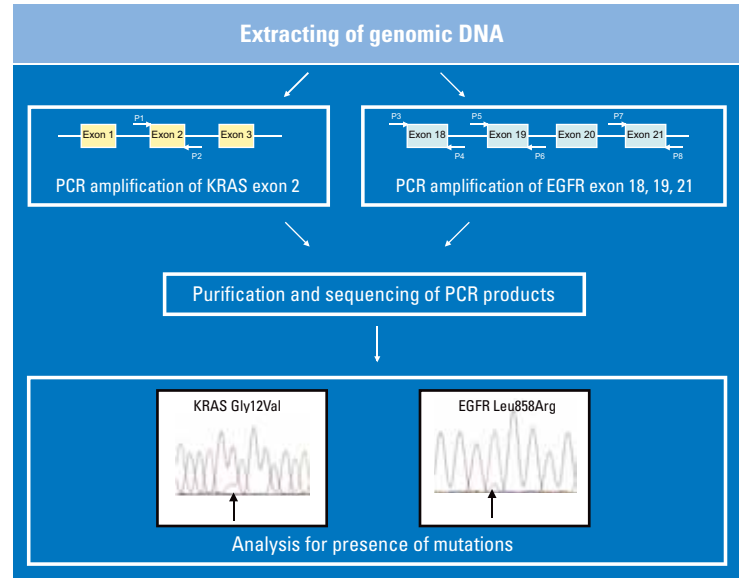 Extracting of genomic DNA
P1
Exon 1 Exon 2 Exon 3
P2
PCR amplification of KRAS exon 2
P3 P5 P7
Exon 18 Exon 19 Exon 20 Exon 21
P4 P6 P8
PCR amplification of EGFR exon 18, 19, 21
Purification and sequencing of PCR products
KRAS Gly12Val
EGFR Leu858Arg
Analysis for presence of mutations